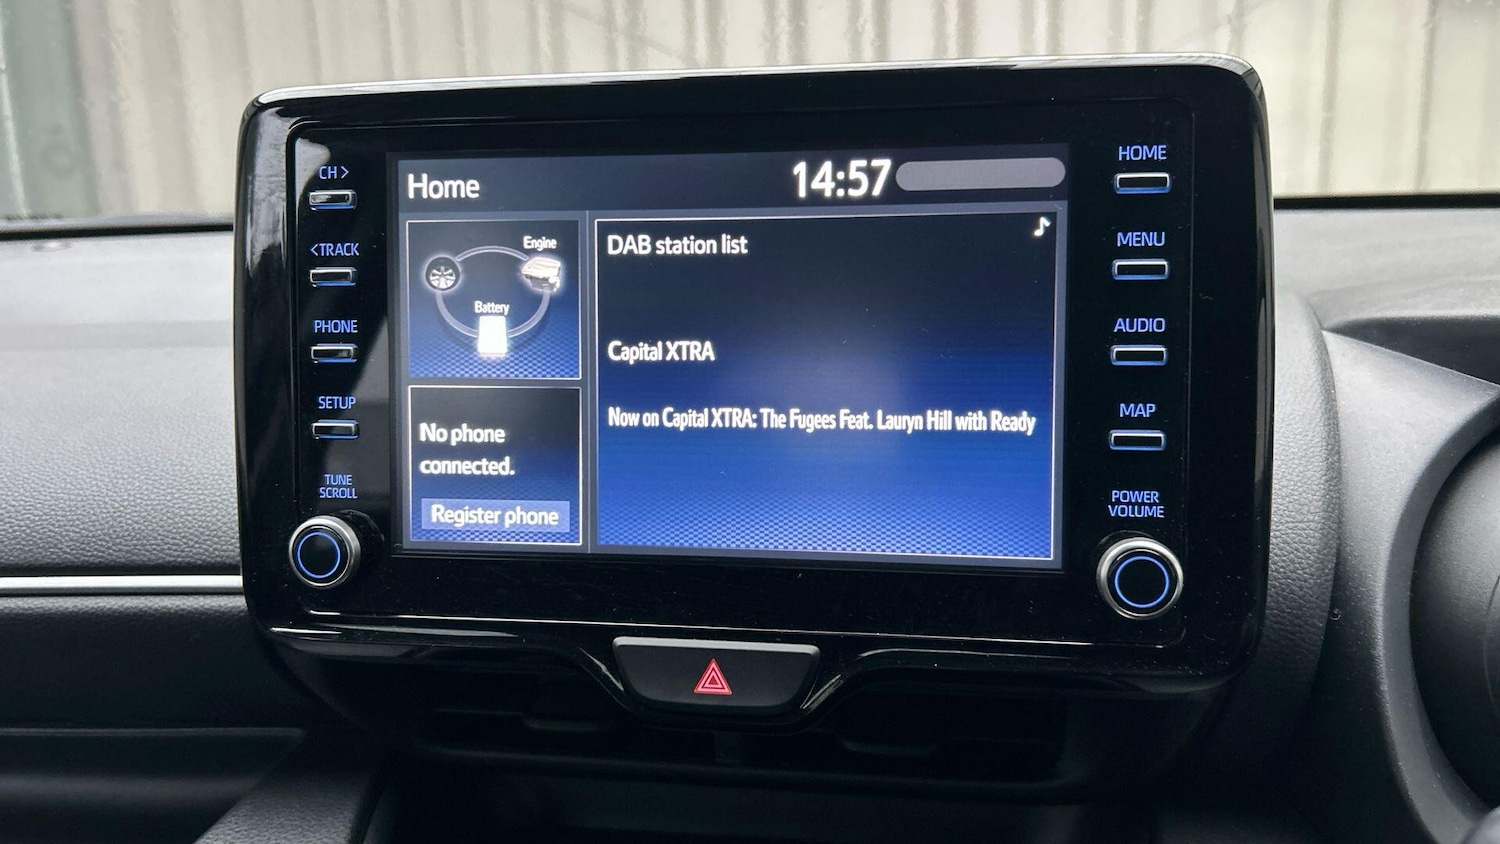 CH >
<TRACK
PHONE
SETUP
TUNE
SCROLL
Home
14:57
Engine
Battery
No phone
connected.
Register phone
DAB station list
Capital XTRA
Now on Capital XTRA: The Fugees Feat. Lauryn Hill with Ready
HOME
MENU
AUDIO
MAP
POWER
VOLUME